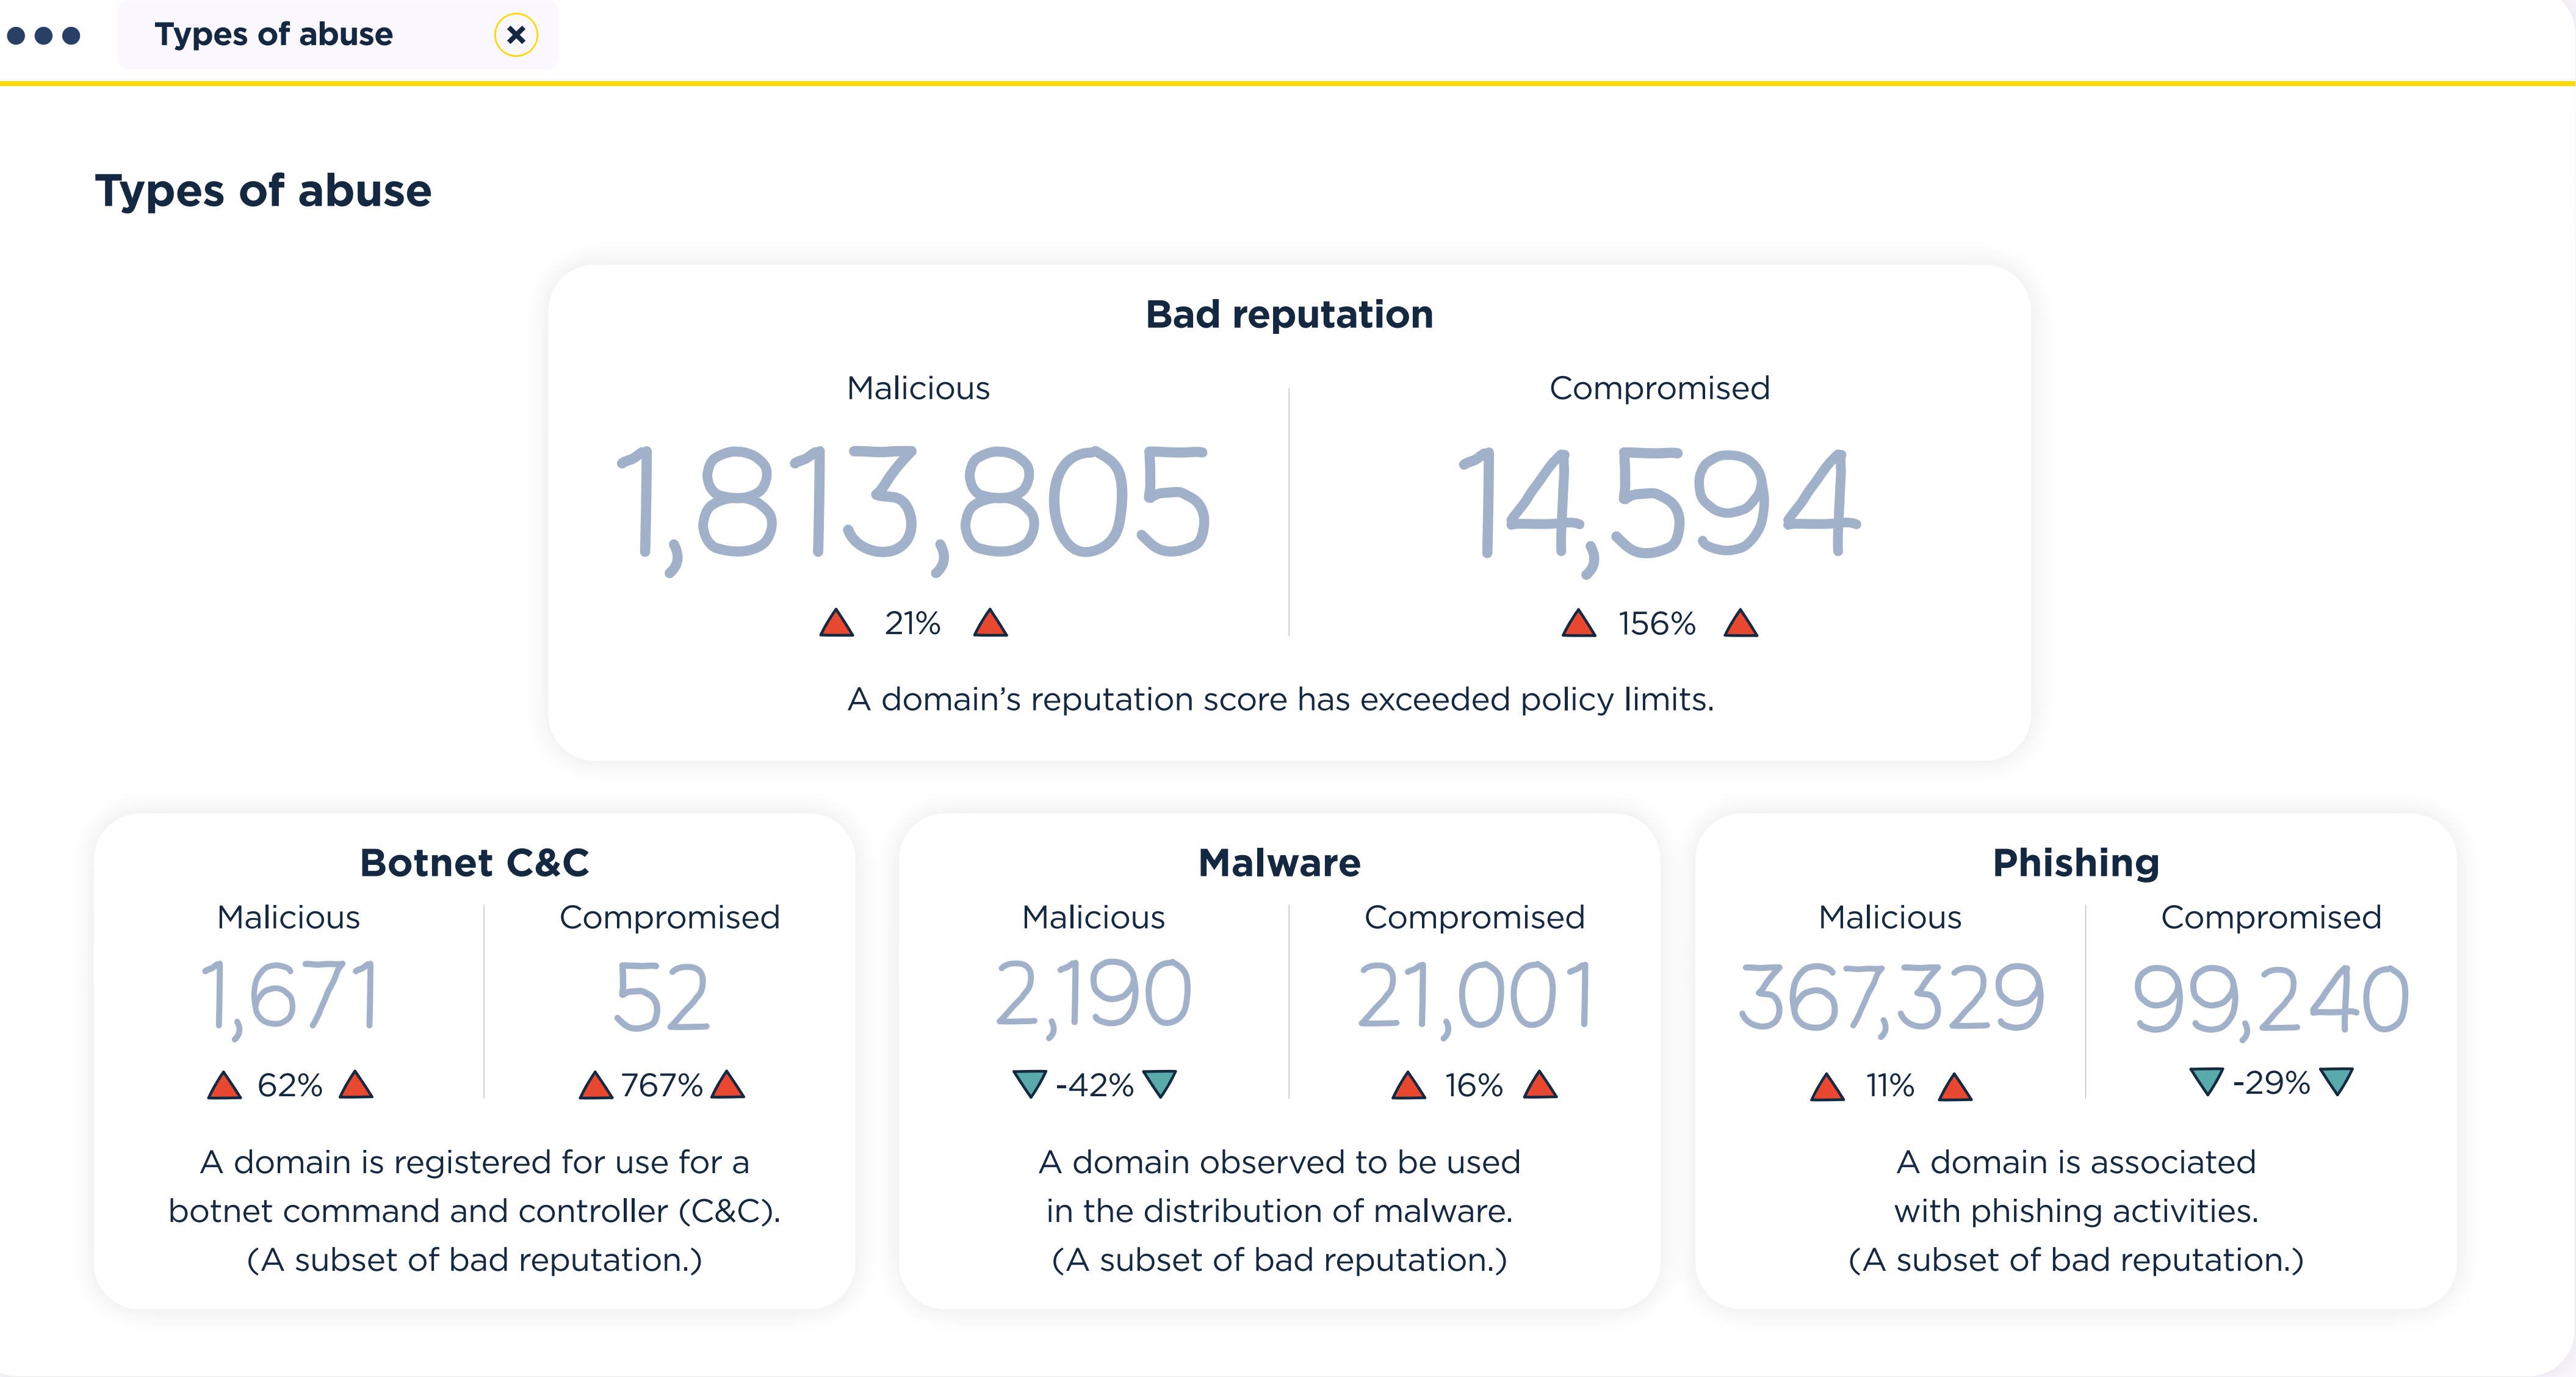 Types of abuse
Types of abuse
Bad reputation
Malicious
1,813,805
21%
Compromised
14,594
156%
A domain’s reputation score has exceeded policy limits.
Botnet C&C
Malicious
1,671
62%
Compromised
52
767%
A domain is registered for use for a
botnet command and controller (C&C).
(A subset of bad reputation.)
Malware
Malicious
2,190
-42%
Compromised
21,001
16%
A domain observed to be used
in the distribution of malware.
(A subset of bad reputation.)
Phishing
Malicious
367,329
11%
Compromised
99,240
-29%
A domain is associated
with phishing activities.
(A subset of bad reputation.)